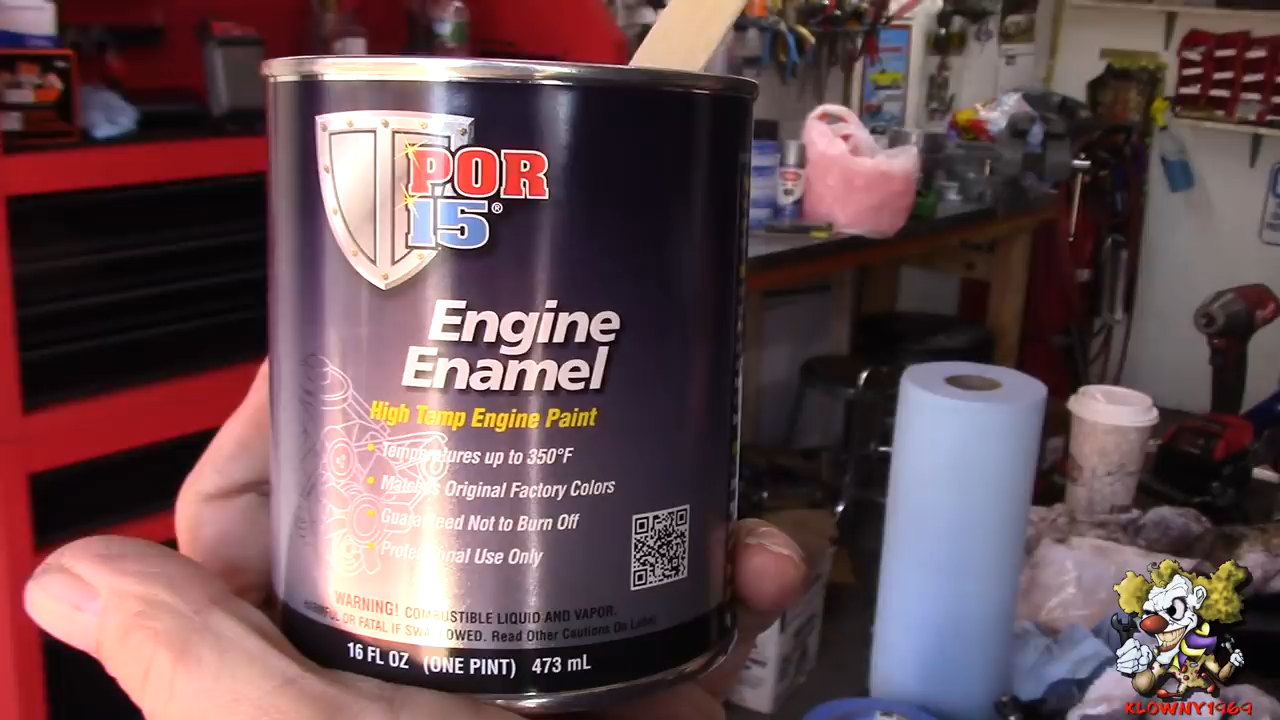 POR
15®
Engine
Enamel
High Temp Engine Paint
• Temperatures up to 350°F
• Matches Original Factory Colors
• Guaranteed Not to Burn Off
• Professional Use Only
WARNING! COMBUSTIBLE LIQUID AND VAPOR.
HARMFUL OR FATAL IF SWALLOWED. Read Other Cautions On Label.
16 FL OZ (ONE PINT) 473 mL
KLOWNY1969